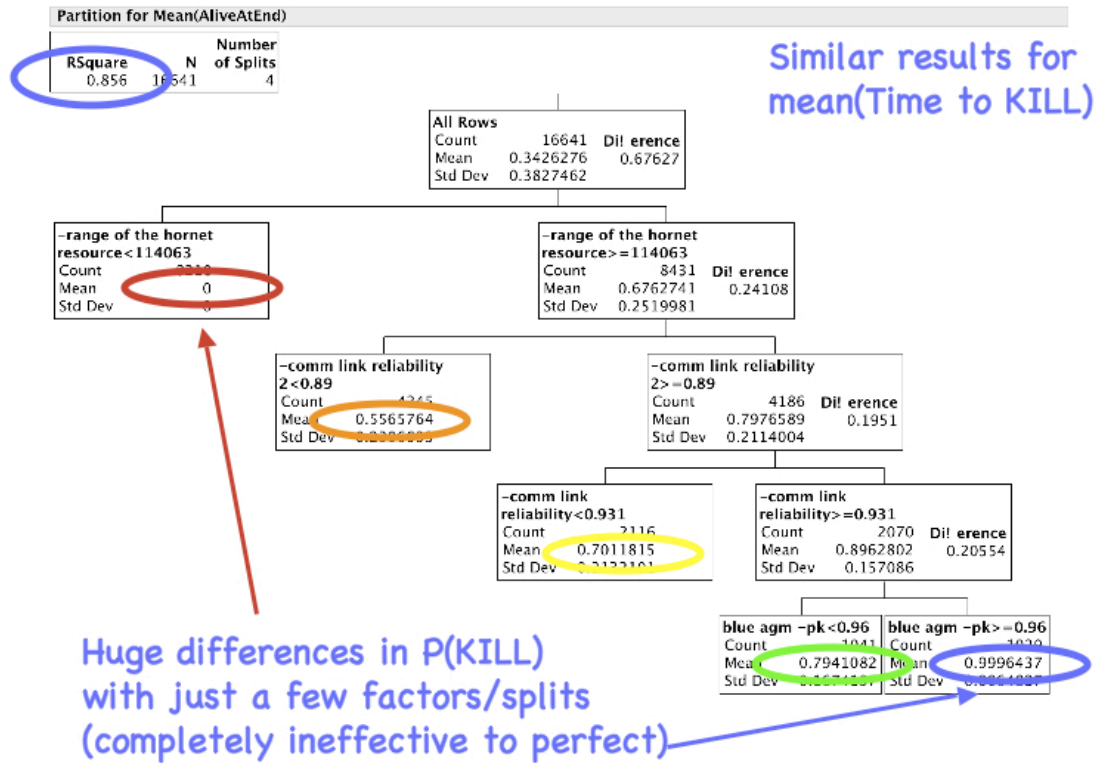 Partition for Mean(AliveAtEnd)
Number
RSquare N of Splits
0.856 16641 4
Similar results for
mean(Time to KILL)
All Rows
Count 16641 Di! erence
Mean 0.3426276 0.67627
Std Dev 0.3827462
-range of the hornet
resource<114063
Count
Mean 0
Std Dev 0
-range of the hornet
resource>=114063
Count 8431 Di! erence
Mean 0.6762741 0.24108
Std Dev 0.2519981
-comm link reliability
2<0.89
Count 4245
Mean 0.5565764
Std Dev
-comm link reliability
2>=0.89
Count 4186 Di! erence
Mean 0.7976589 0.1951
Std Dev 0.2114004
-comm link
reliability<0.931
Count 2116
Mean 0.7011815
Std Dev
-comm link
reliability>=0.931
Count 2070 Di! erence
Mean 0.8962802 0.20554
Std Dev 0.157086
blue agm -pk<0.96
Count
Mean 0.7941082
Std Dev
blue agm -pk>=0.96
Count
Mean 0.9996437
Std Dev
Huge differences in P(KILL)
with just a few factors/splits
(completely ineffective to perfect)